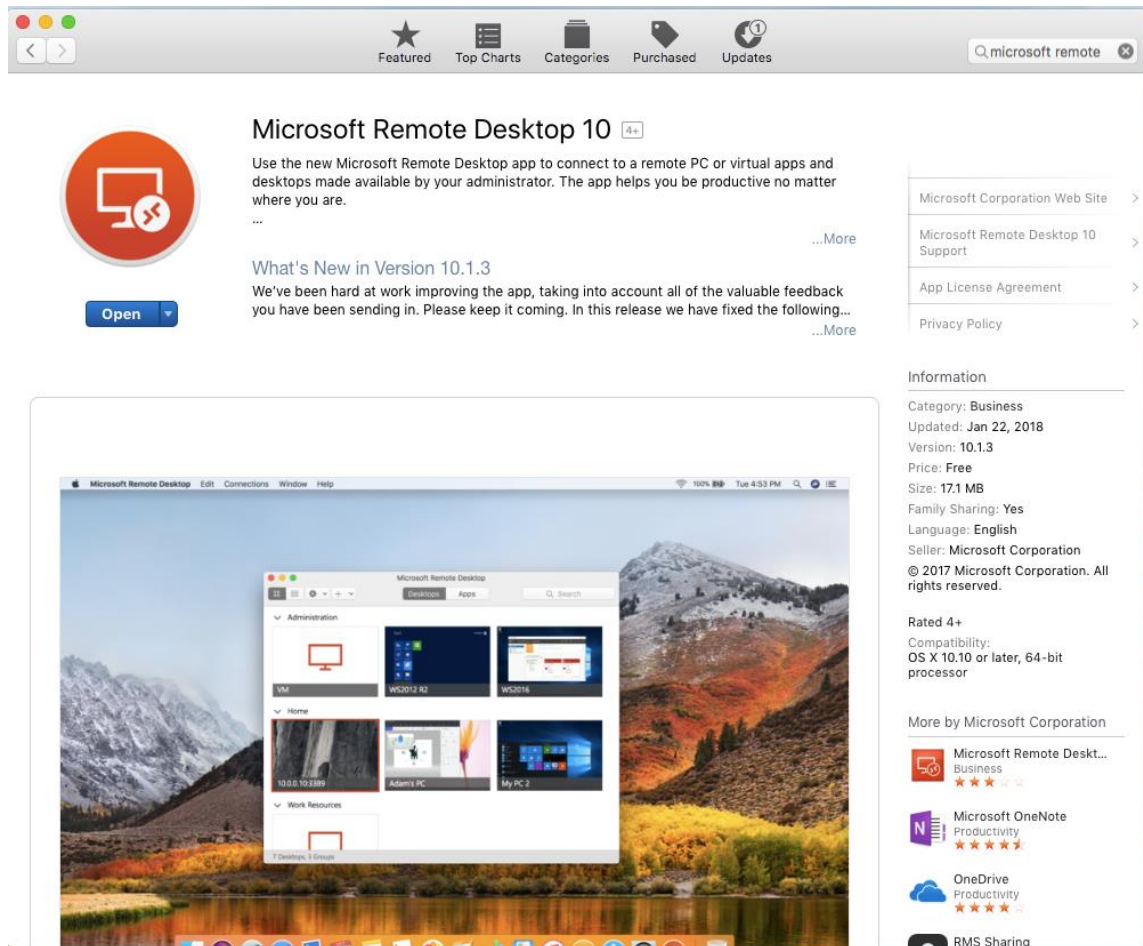 Featured
Top Charts
Categories
Purchased
1
Updates
microsoft remote
Microsoft Remote Desktop 10 4+
Use the new Microsoft Remote Desktop app to connect to a remote PC or virtual apps and
desktops made available by your administrator. The app helps you be productive no matter
where you are.
...
...More
What's New in Version 10.1.3
We've been hard at work improving the app, taking into account all of the valuable feedback
you have been sending in. Please keep it coming. In this release we have fixed the following...
...More
Open
Microsoft Corporation Web Site
Microsoft Remote Desktop 10
Support
App License Agreement
Privacy Policy
Information
Category: Business
Updated: Jan 22, 2018
Version: 10.1.3
Price: Free
Size: 17.1 MB
Family Sharing: Yes
Language: English
Seller: Microsoft Corporation
© 2017 Microsoft Corporation. All
rights reserved.
Rated 4+
Compatibility:
OS X 10.10 or later, 64-bit
processor
More by Microsoft Corporation
Microsoft Remote Deskt...
Business
Microsoft OneNote
Productivity
OneDrive
Productivity
RMS Sharing
Microsoft Remote Desktop Edit Connections Window Help 100% Tue 4:53 PM
Microsoft Remote Desktop
Desktops Apps Search
Administration
VM WS2012 R2 WS2016
Home
10.0.0.10:3389 Adam's PC My PC 2
Work Resources
7 Desktops, 3 Groups